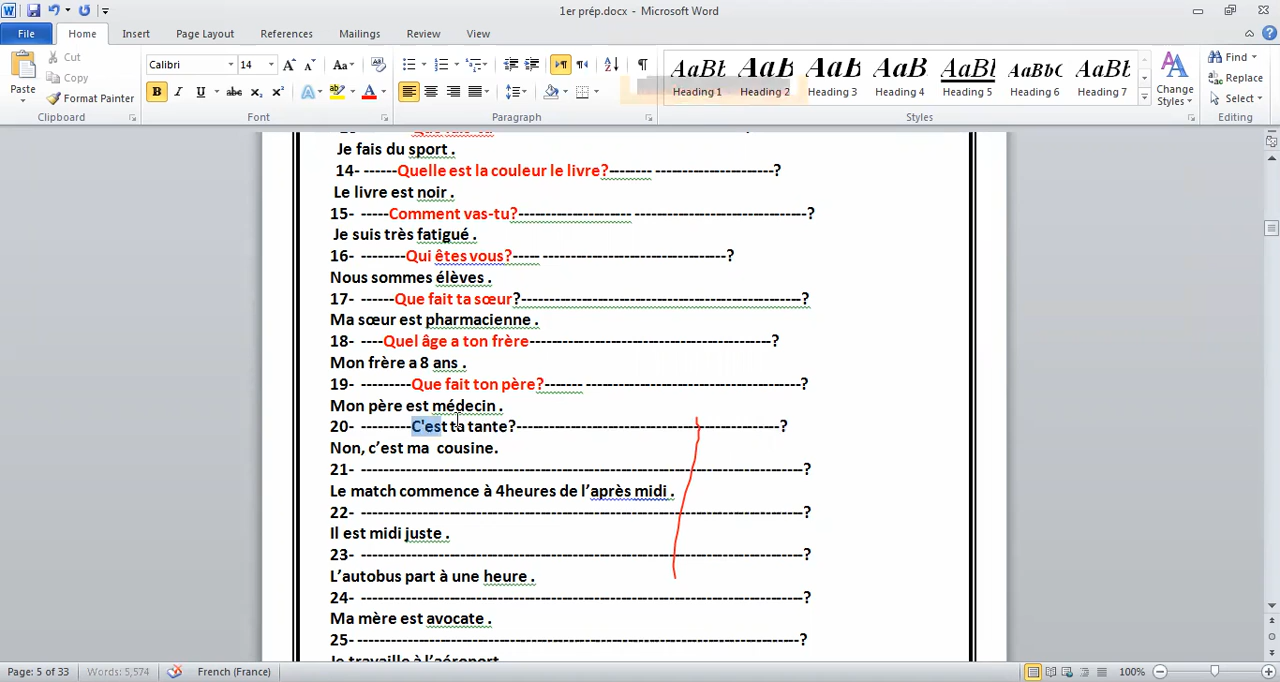 1er prép.docx - Microsoft Word
File Home Insert Page Layout References Mailings Review View
Paste Cut Copy Format Painter Clipboard
Calibri 14 Font
Paragraph
AaBb Heading 1 AaB Heading 2 AaBb Heading 3 AaB Heading 4 AaBb Heading 5 AaBbC Heading 6 AaBb Heading 7 Change Styles Styles
Find Replace Select Editing
Je fais du sport .
14- ------Quelle est la couleur le livre?-------- ----------------------?
Le livre est noir .
15- -----Comment vas-tu?--------------------- --------------------------------?
Je suis très fatigué .
16- --------Qui êtes vous?----- ----------------------------------?
Nous sommes élèves .
17- ------Que fait ta sœur?----------------------------------------------------?
Ma sœur est pharmacienne .
18- ----Quel âge a ton frère---------------------------------------------?
Mon frère a 8 ans .
19- ---------Que fait ton père?------- ----------------------------------------?
Mon père est médecin .
20- ---------C'est ta tante?-------------------------------------------------?
Non, c’est ma cousine.
21- ----------------------------------------------------------------------------------?
Le match commence à 4heures de l’après midi .
22- ----------------------------------------------------------------------------------?
Il est midi juste .
23- ----------------------------------------------------------------------------------?
L’autobus part à une heure .
24- ----------------------------------------------------------------------------------?
Ma mère est avocate .
25- ----------------------------------------------------------------------------------?
Je travaille à l’aéroport
Page: 5 of 33 Words: 5,574 French (France) 100%